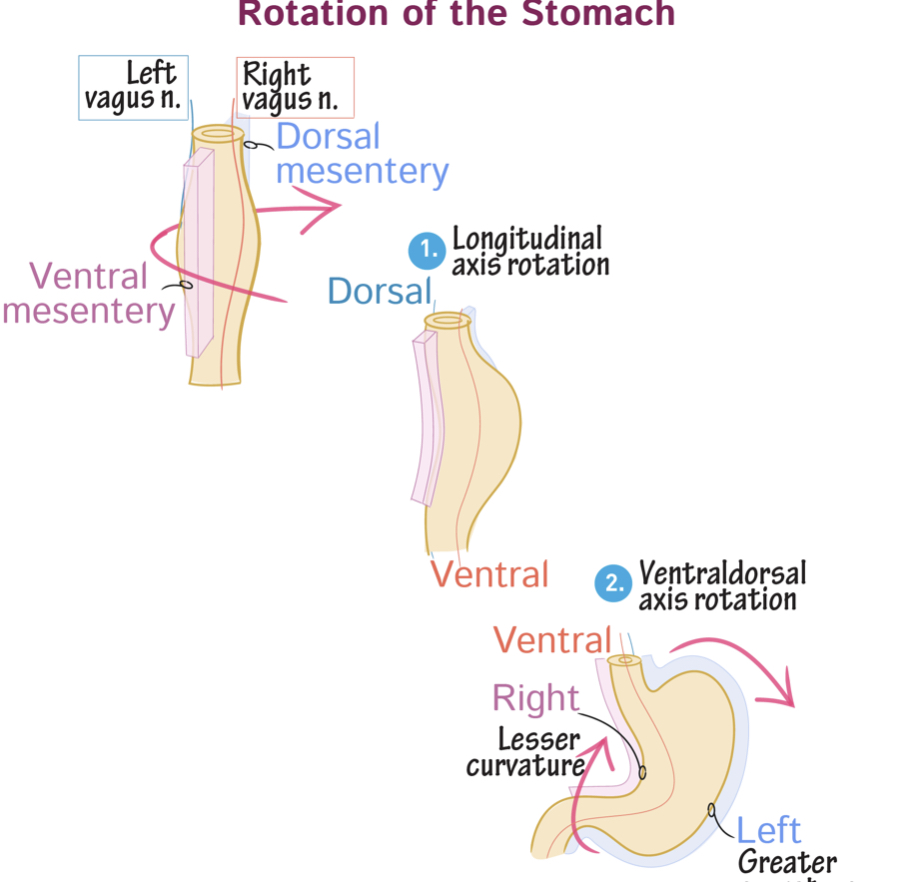 Rotation of the Stomach
Left
vagus n.
Right
vagus n.
Dorsal
mesentery
1.
Longitudinal
axis rotation
Ventral
mesentery
Dorsal
Ventral
2.
Ventraldorsal
axis rotation
Ventral
Right
Lesser
curvature
Left
Greater